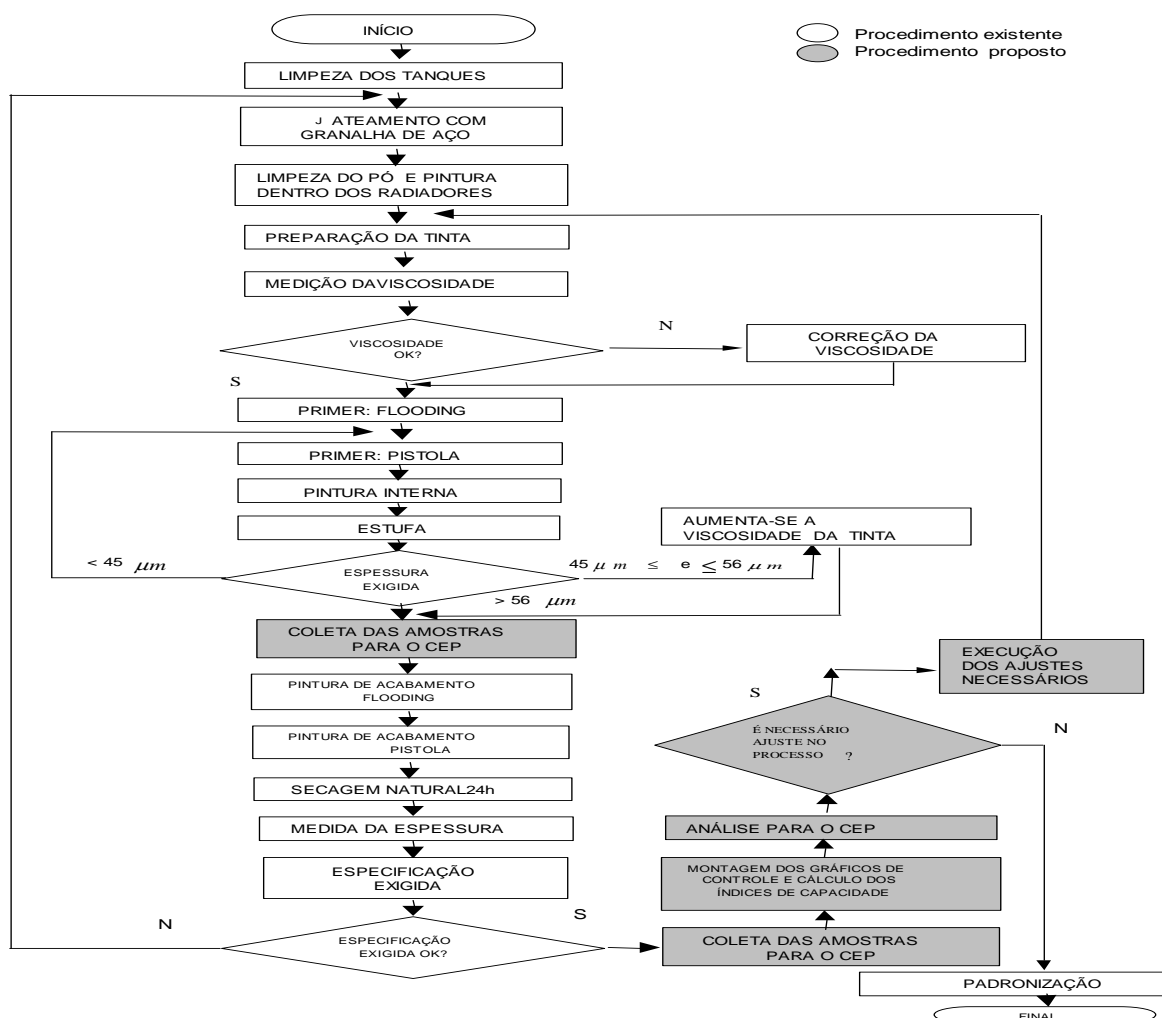 INÍCIO
Procedimento existente
Procedimento proposto
LIMPEZA DOS TANQUES
J ATEAMENTO COM
GRANALHA DE AÇO
LIMPEZA DO PÓ E PINTURA
DENTRO DOS RADIADORES
PREPARAÇÃO DA TINTA
MEDIÇÃO DAVISCOSIDADE
VISCOSIDADE
OK?
N
CORREÇÃO DA
VISCOSIDADE
S
PRIMER: FLOODING
PRIMER: PISTOLA
PINTURA INTERNA
ESTUFA
AUMENTA-SE A
VISCOSIDADE DA TINTA
< 45 μm
ESPESSURA
EXIGIDA
45 μ m ≤ e ≤ 56 μ m
> 56 μm
COLETA DAS AMOSTRAS
PARA O CEP
PINTURA DE ACABAMENTO
FLOODING
PINTURA DE ACABAMENTO
PISTOLA
SECAGEM NATURAL24h
MEDIDA DA ESPESSURA
ESPECIFICAÇÃO
EXIGIDA
N
ESPECIFICAÇÃO
EXIGIDA OK?
S
COLETA DAS AMOSTRAS
PARA O CEP
MONTAGEM DOS GRÁFICOS DE
CONTROLE E CÁLCULO DOS
ÍNDICES DE CAPACIDADE
ANÁLISE PARA O CEP
É NECESSÁRIO
AJUSTE NO
PROCESSO ?
S
EXECUÇÃO
DOS AJUSTES
NECESSÁRIOS
N
PADRONIZAÇÃO
FINAL